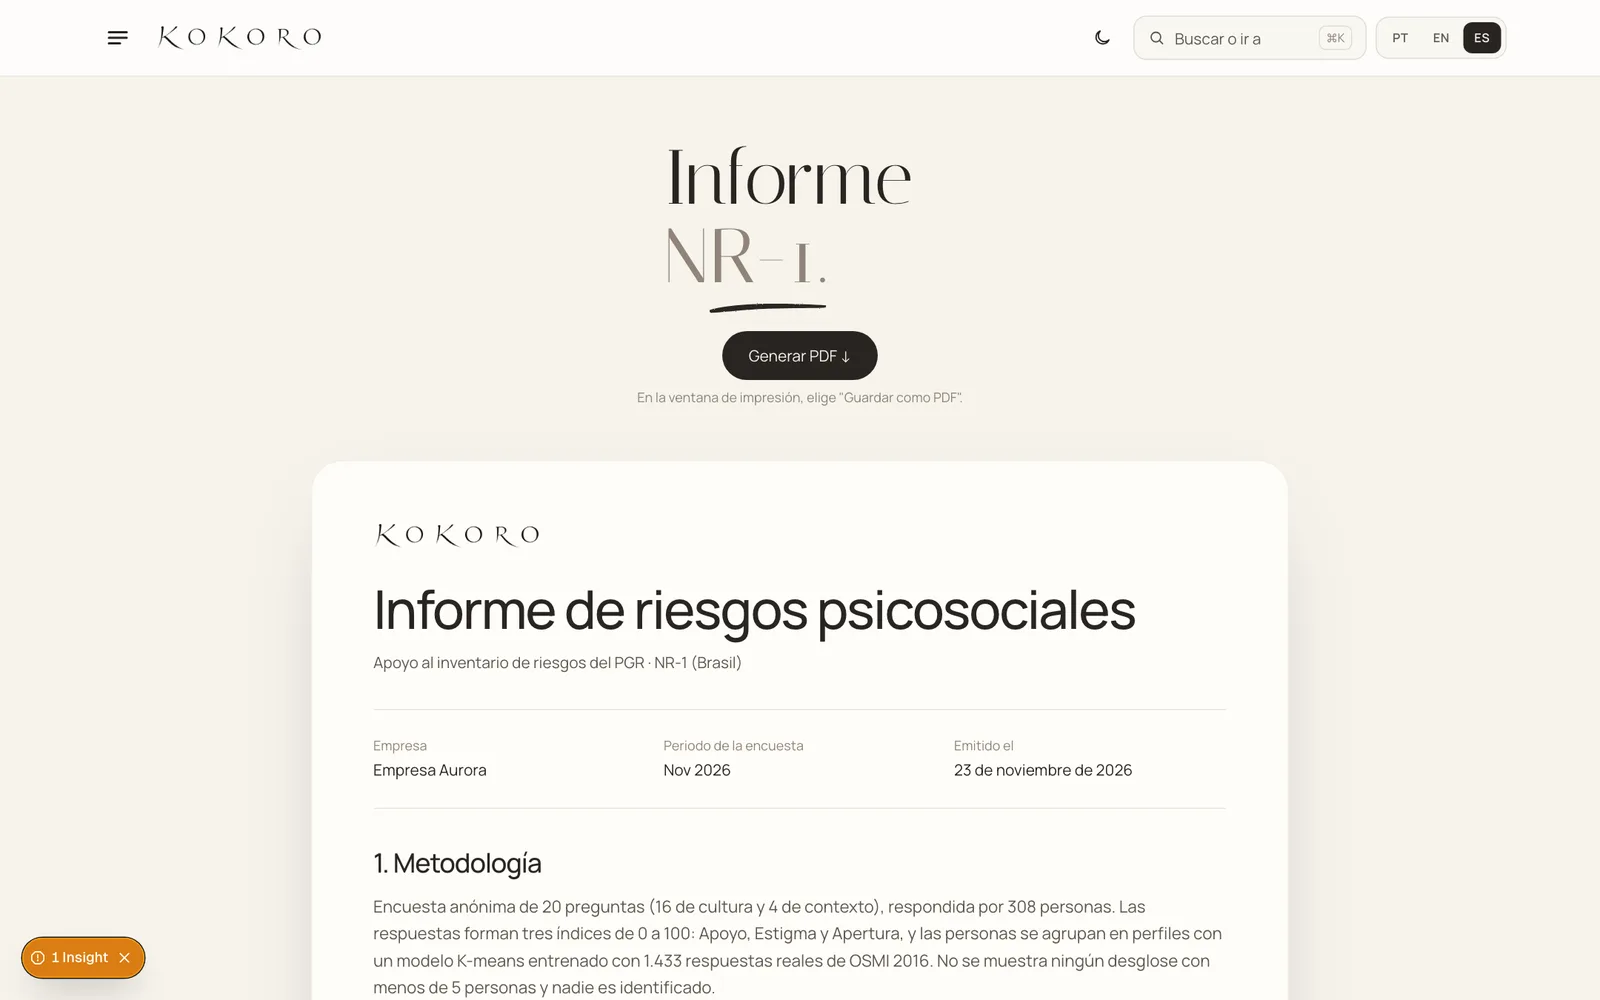 KOKORO
Buscar o ir a
⌘K
PT
EN
ES
Informe
NR-1.
Generar PDF ↓
En la ventana de impresión, elige "Guardar como PDF".
KOKORO
Informe de riesgos psicosociales
Apoyo al inventario de riesgos del PGR · NR-1 (Brasil)
Empresa
Periodo de la encuesta
Emitido el
Empresa Aurora
Nov 2026
23 de noviembre de 2026
1. Metodología
Encuesta anónima de 20 preguntas (16 de cultura y 4 de contexto), respondida por 308 personas. Las
respuestas forman tres índices de 0 a 100: Apoyo, Estigma y Apertura, y las personas se agrupan en perfiles con
un modelo K-means entrenado con 1.433 respuestas reales de OSMI 2016. No se muestra ningún desglose con
menos de 5 personas y nadie es identificado.
1 Insight